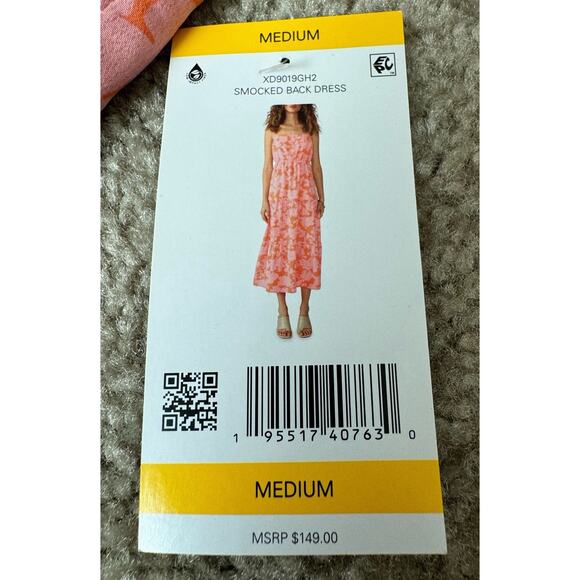 MEDIUM
XD9019GH2
SMOCKED BACK DRESS
1 95517 40763 0
MEDIUM
MSRP $149.00